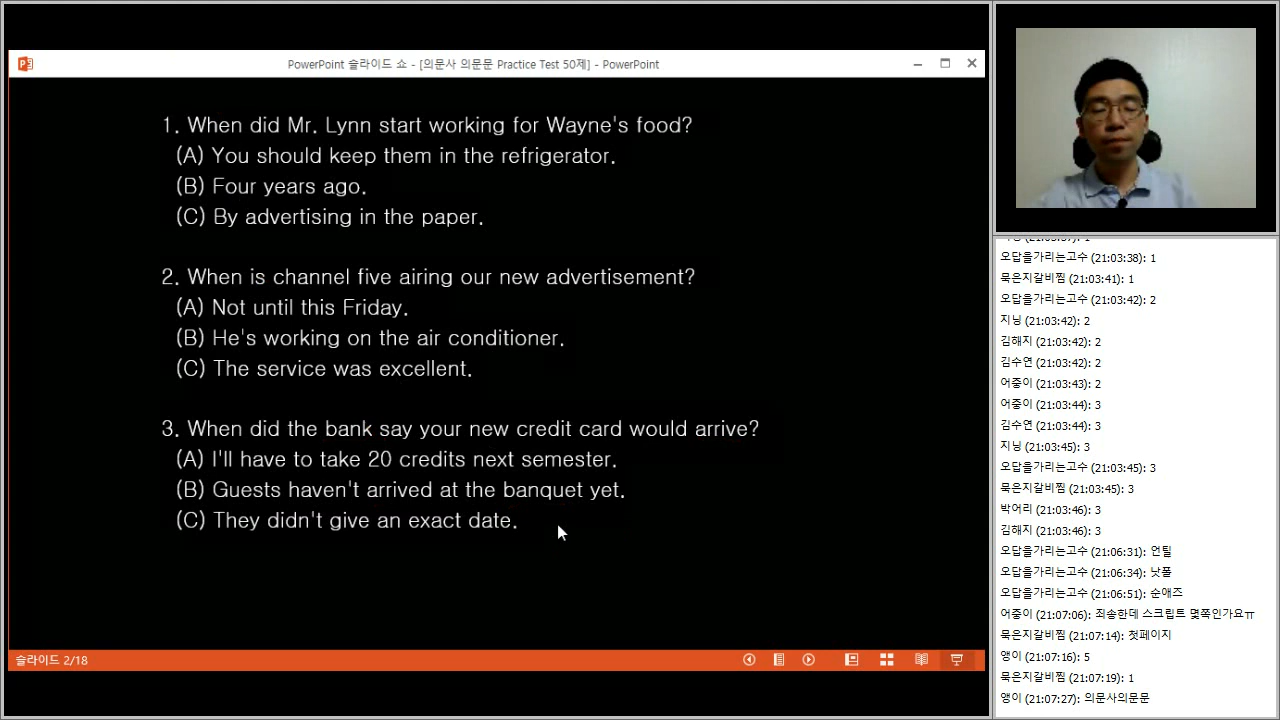 PowerPoint 슬라이드 쇼 - [의문사 의문문 Practice Test 50제] - PowerPoint
1. When did Mr. Lynn start working for Wayne's food?
(A) You should keep them in the refrigerator.
(B) Four years ago.
(C) By advertising in the paper.
2. When is channel five airing our new advertisement?
(A) Not until this Friday.
(B) He's working on the air conditioner.
(C) The service was excellent.
3. When did the bank say your new credit card would arrive?
(A) I'll have to take 20 credits next semester.
(B) Guests haven't arrived at the banquet yet.
(C) They didn't give an exact date.
슬라이드 2/18
오답을가리는고수 (21:03:38): 1
묵은지갈비찜 (21:03:41): 1
오답을가리는고수 (21:03:42): 2
지닝 (21:03:42): 2
김해지 (21:03:42): 2
김수연 (21:03:42): 2
어중이 (21:03:43): 2
어중이 (21:03:44): 3
김수연 (21:03:44): 3
지닝 (21:03:45): 3
오답을가리는고수 (21:03:45): 3
묵은지갈비찜 (21:03:45): 3
박어리 (21:03:46): 3
김해지 (21:03:46): 3
오답을가리는고수 (21:06:31): 언틸
오답을가리는고수 (21:06:34): 낫폴
오답을가리는고수 (21:06:51): 순애즈
어중이 (21:07:06): 죄송한데 스크립트 몇쪽인가요ㅠ
묵은지갈비찜 (21:07:14): 첫페이지
앵이 (21:07:16): 5
묵은지갈비찜 (21:07:19): 1
앵이 (21:07:27): 의문사의문문